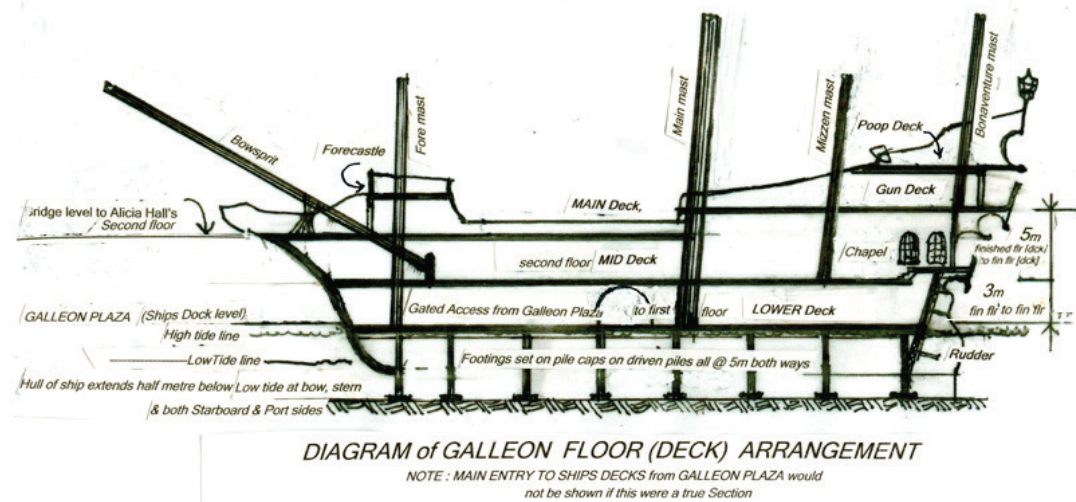 Bowsprit
Fore mast
Main mast
Mizzen mast
Bonaventure mast
Forecastle
Poop Deck
Gun Deck
MAIN Deck,
Bridge level to Alicia Hall's
Second floor
second floor MID Deck
Chapel
5m
finished flr [dck]
to fin flr [dck]
3m
fin flr to fin flr
GALLEON PLAZA (Ships Dock level)
Gated Access from Galleon Plaza to first floor LOWER Deck
High tide line
LowTide line
Footings set on pile caps on driven piles all @ 5m both ways
Rudder
Hull of ship extends half metre below Low tide at bow, stern
& both Starboard & Port sides
DIAGRAM of GALLEON FLOOR (DECK) ARRANGEMENT
NOTE : MAIN ENTRY TO SHIPS DECKS from GALLEON PLAZA would
not be shown if this were a true Section